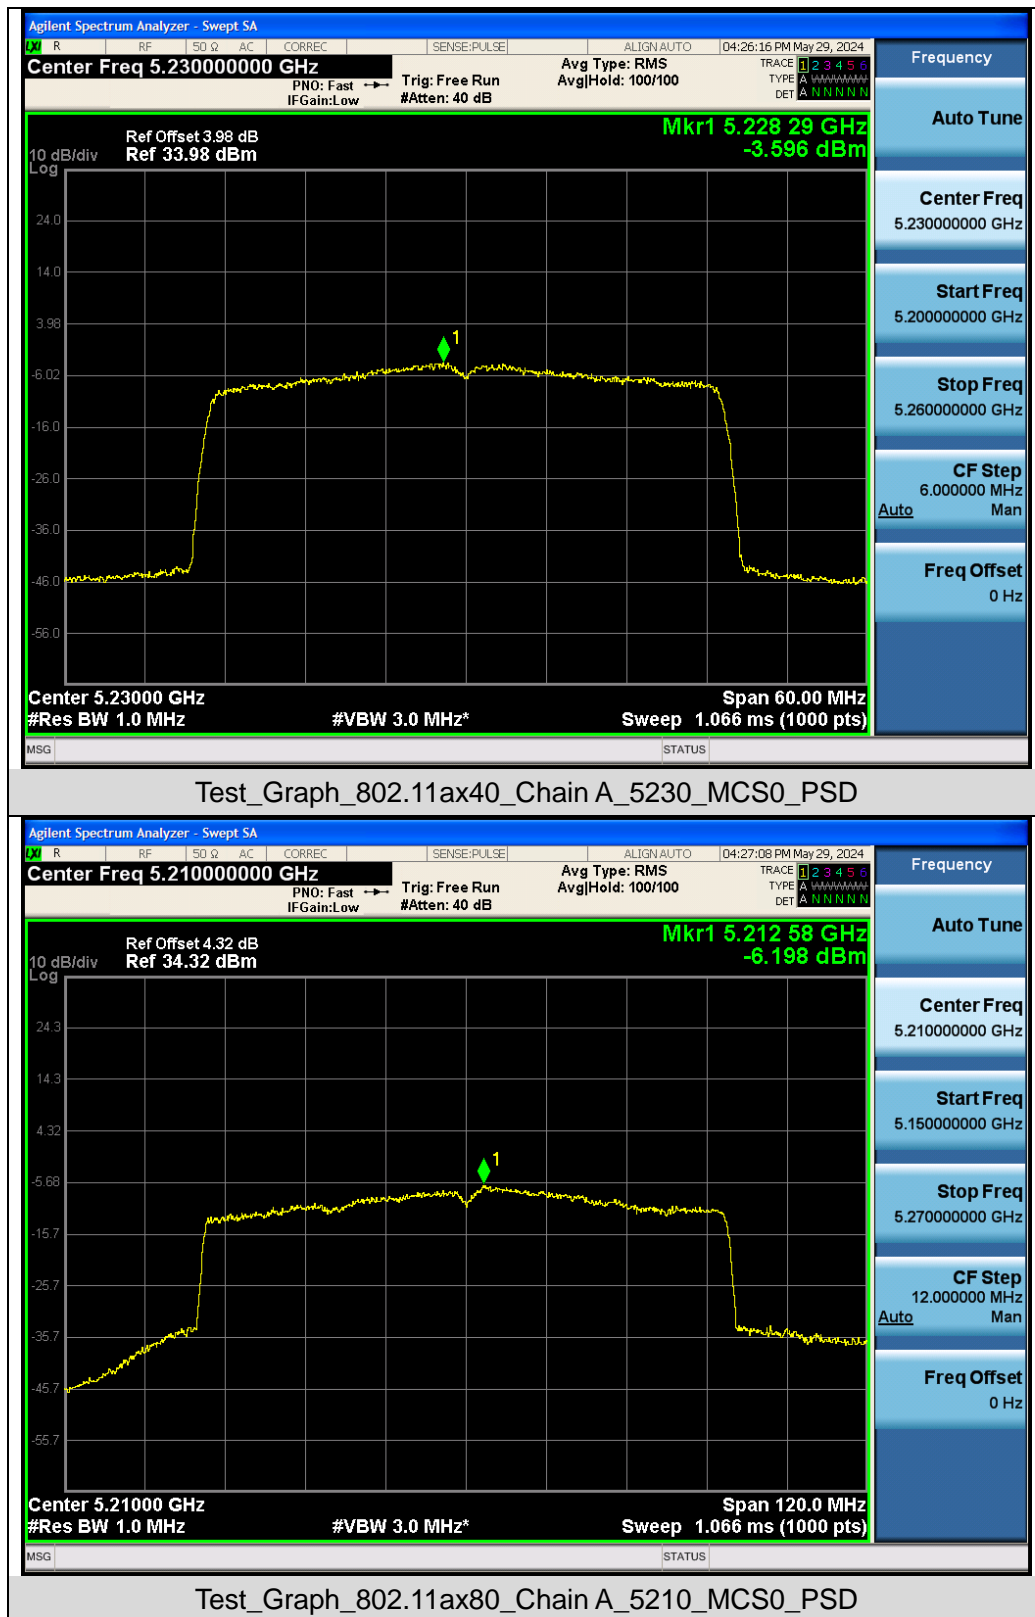 Agilent Spectrum Analyzer - Swept SA
LXI R RF 50 Ω AC CORREC SENSE:PULSE ALIGN AUTO 04:26:16 PM May 29, 2024
Center Freq 5.230000000 GHz
PNO: Fast
IFGain:Low
Trig: Free Run
#Atten: 40 dB
Avg Type: RMS
Avg|Hold: 100/100
TRACE 1 2 3 4 5 6
TYPE A WWWWW
DET A N N N N N
Ref Offset 3.98 dB
10 dB/div Ref 33.98 dBm
Log
Mkr1 5.228 29 GHz
-3.596 dBm
24.0
14.0
3.98
1
-6.02
-16.0
-26.0
-36.0
-46.0
-56.0
Center 5.23000 GHz Span 60.00 MHz
#Res BW 1.0 MHz #VBW 3.0 MHz* Sweep 1.066 ms (1000 pts)
MSG STATUS
Frequency
Auto Tune
Center Freq
5.230000000 GHz
Start Freq
5.200000000 GHz
Stop Freq
5.260000000 GHz
CF Step
6.000000 MHz
Auto Man
Freq Offset
0 Hz
Test_Graph_802.11ax40_Chain A_5230_MCS0_PSD
Agilent Spectrum Analyzer - Swept SA
LXI R RF 50 Ω AC CORREC SENSE:PULSE ALIGN AUTO 04:27:08 PM May 29, 2024
Center Freq 5.210000000 GHz
PNO: Fast
IFGain:Low
Trig: Free Run
#Atten: 40 dB
Avg Type: RMS
Avg|Hold: 100/100
TRACE 1 2 3 4 5 6
TYPE A WWWWW
DET A N N N N N
Ref Offset 4.32 dB
10 dB/div Ref 34.32 dBm
Log
Mkr1 5.212 58 GHz
-6.198 dBm
24.3
14.3
4.32
1
-5.68
-15.7
-25.7
-35.7
-45.7
-55.7
Center 5.21000 GHz Span 120.0 MHz
#Res BW 1.0 MHz #VBW 3.0 MHz* Sweep 1.066 ms (1000 pts)
MSG STATUS
Frequency
Auto Tune
Center Freq
5.210000000 GHz
Start Freq
5.150000000 GHz
Stop Freq
5.270000000 GHz
CF Step
12.000000 MHz
Auto Man
Freq Offset
0 Hz
Test_Graph_802.11ax80_Chain A_5210_MCS0_PSD